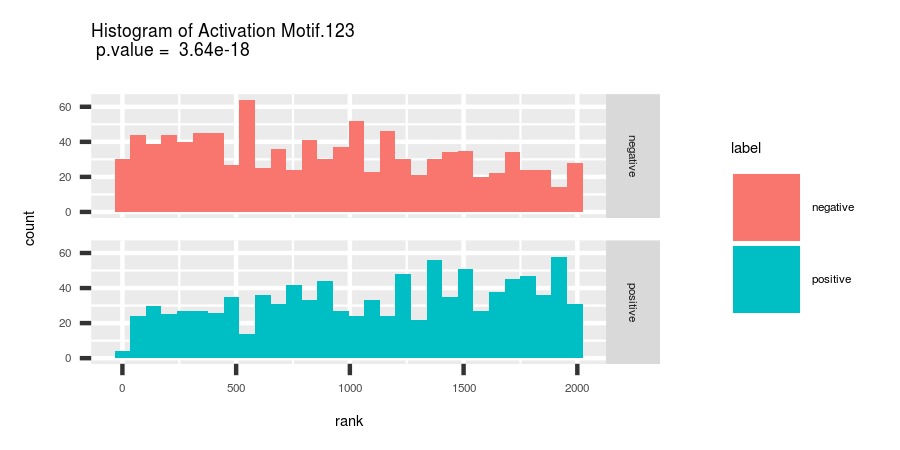 Histogram of Activation Motif.123
p.value = 3.64e-18
count
60
40
20
0
negative
60
40
20
0
positive
0 500 1000 1500 2000
rank
label
negative
positive